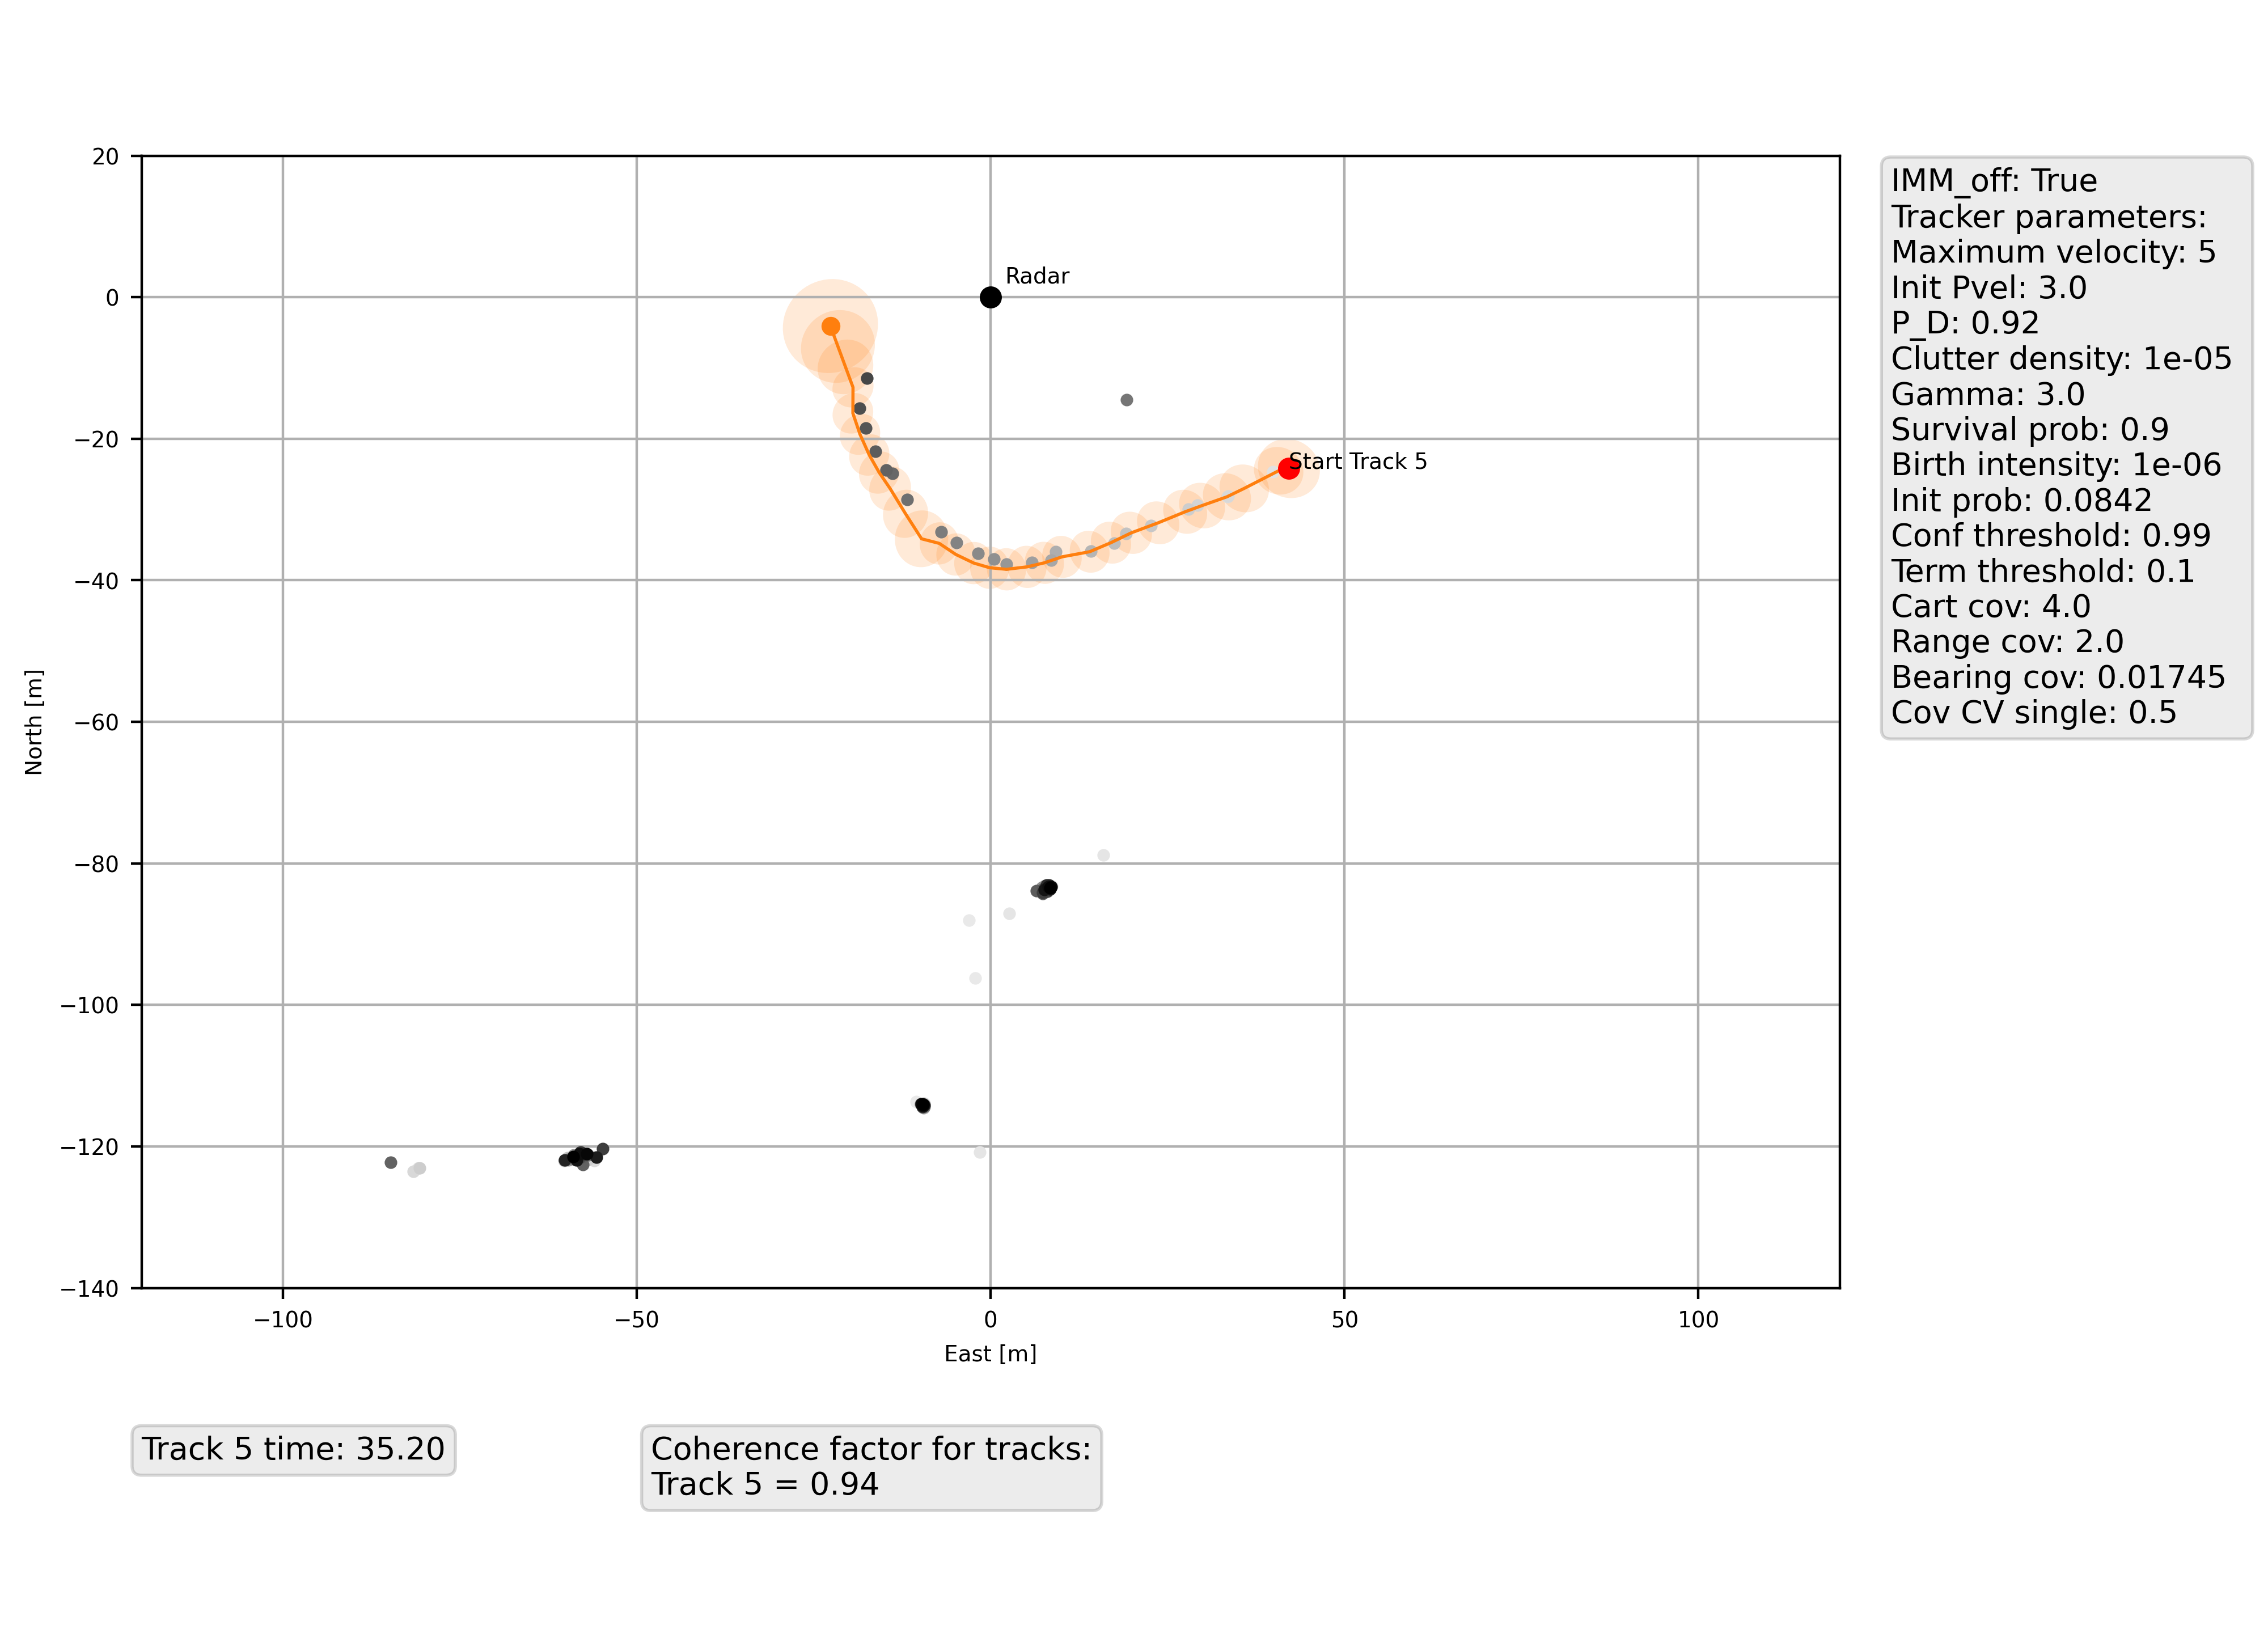 20
0
−20
−40
−60
−80
−100
−120
−140
North [m]
−100
−50
0
50
100
East [m]
Radar
Start Track 5
IMM_off: True
Tracker parameters:
Maximum velocity: 5
Init Pvel: 3.0
P_D: 0.92
Clutter density: 1e-05
Gamma: 3.0
Survival prob: 0.9
Birth intensity: 1e-06
Init prob: 0.0842
Conf threshold: 0.99
Term threshold: 0.1
Cart cov: 4.0
Range cov: 2.0
Bearing cov: 0.01745
Cov CV single: 0.5
Track 5 time: 35.20
Coherence factor for tracks:
Track 5 = 0.94